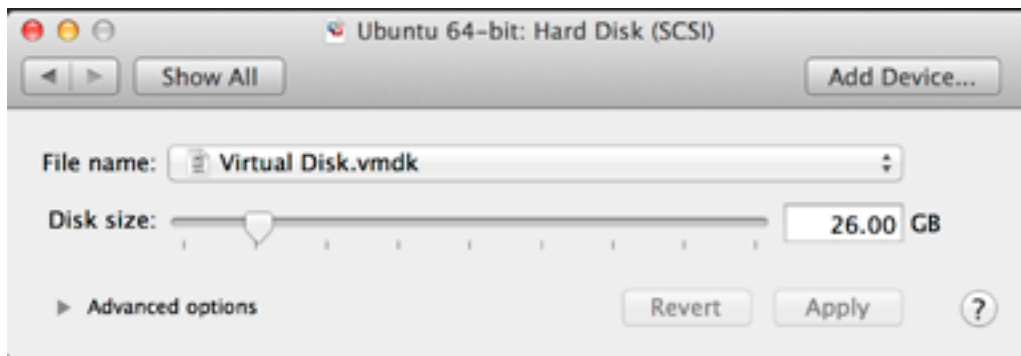 Ubuntu 64-bit: Hard Disk (SCSI)
Show All Add Device...
File name: Virtual Disk.vmdk
Disk size: 26.00 GB
Advanced options Revert Apply ?